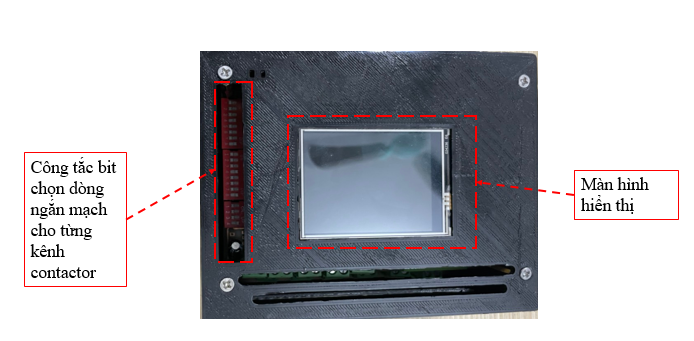 Công tắc bit
chọn dòng
ngắn mạch
cho từng
kênh
contactor
Màn hình
hiển thị